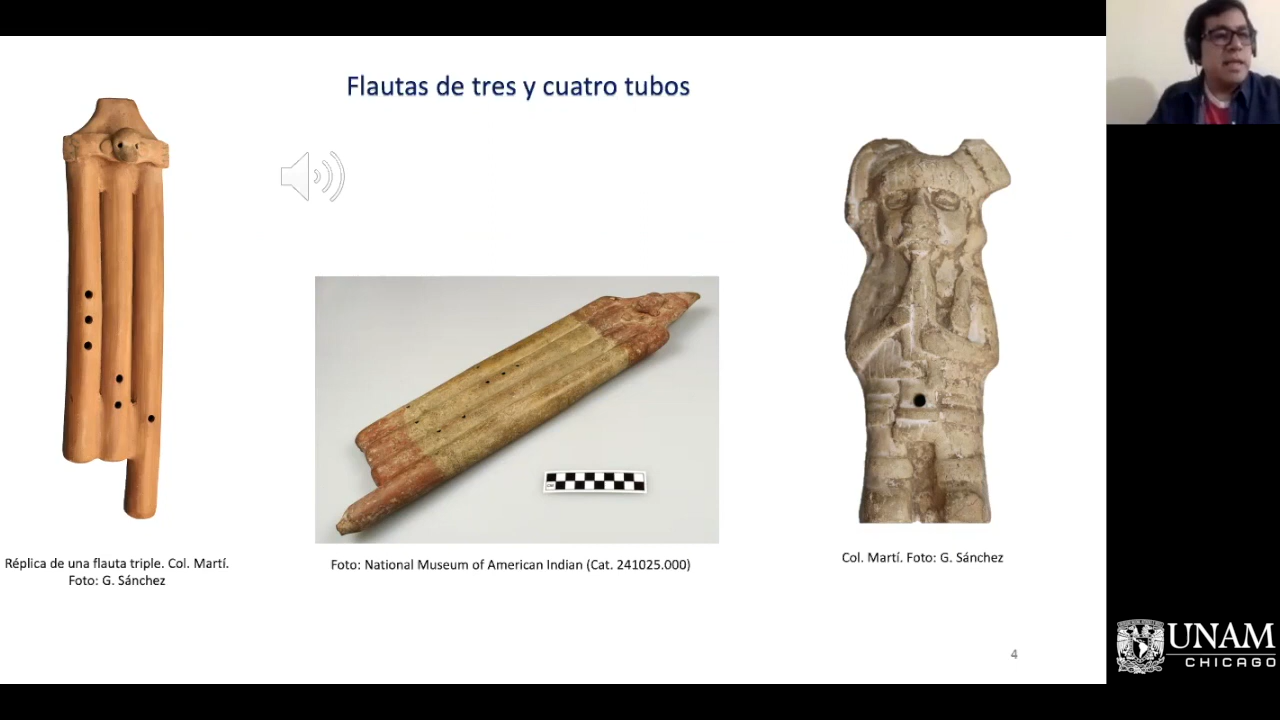 Flautas de tres y cuatro tubos
Réplica de una flauta triple. Col. Martí.
Foto: G. Sánchez
Foto: National Museum of American Indian (Cat. 241025.000)
Col. Martí. Foto: G. Sánchez
4
UNAM
CHICAGO